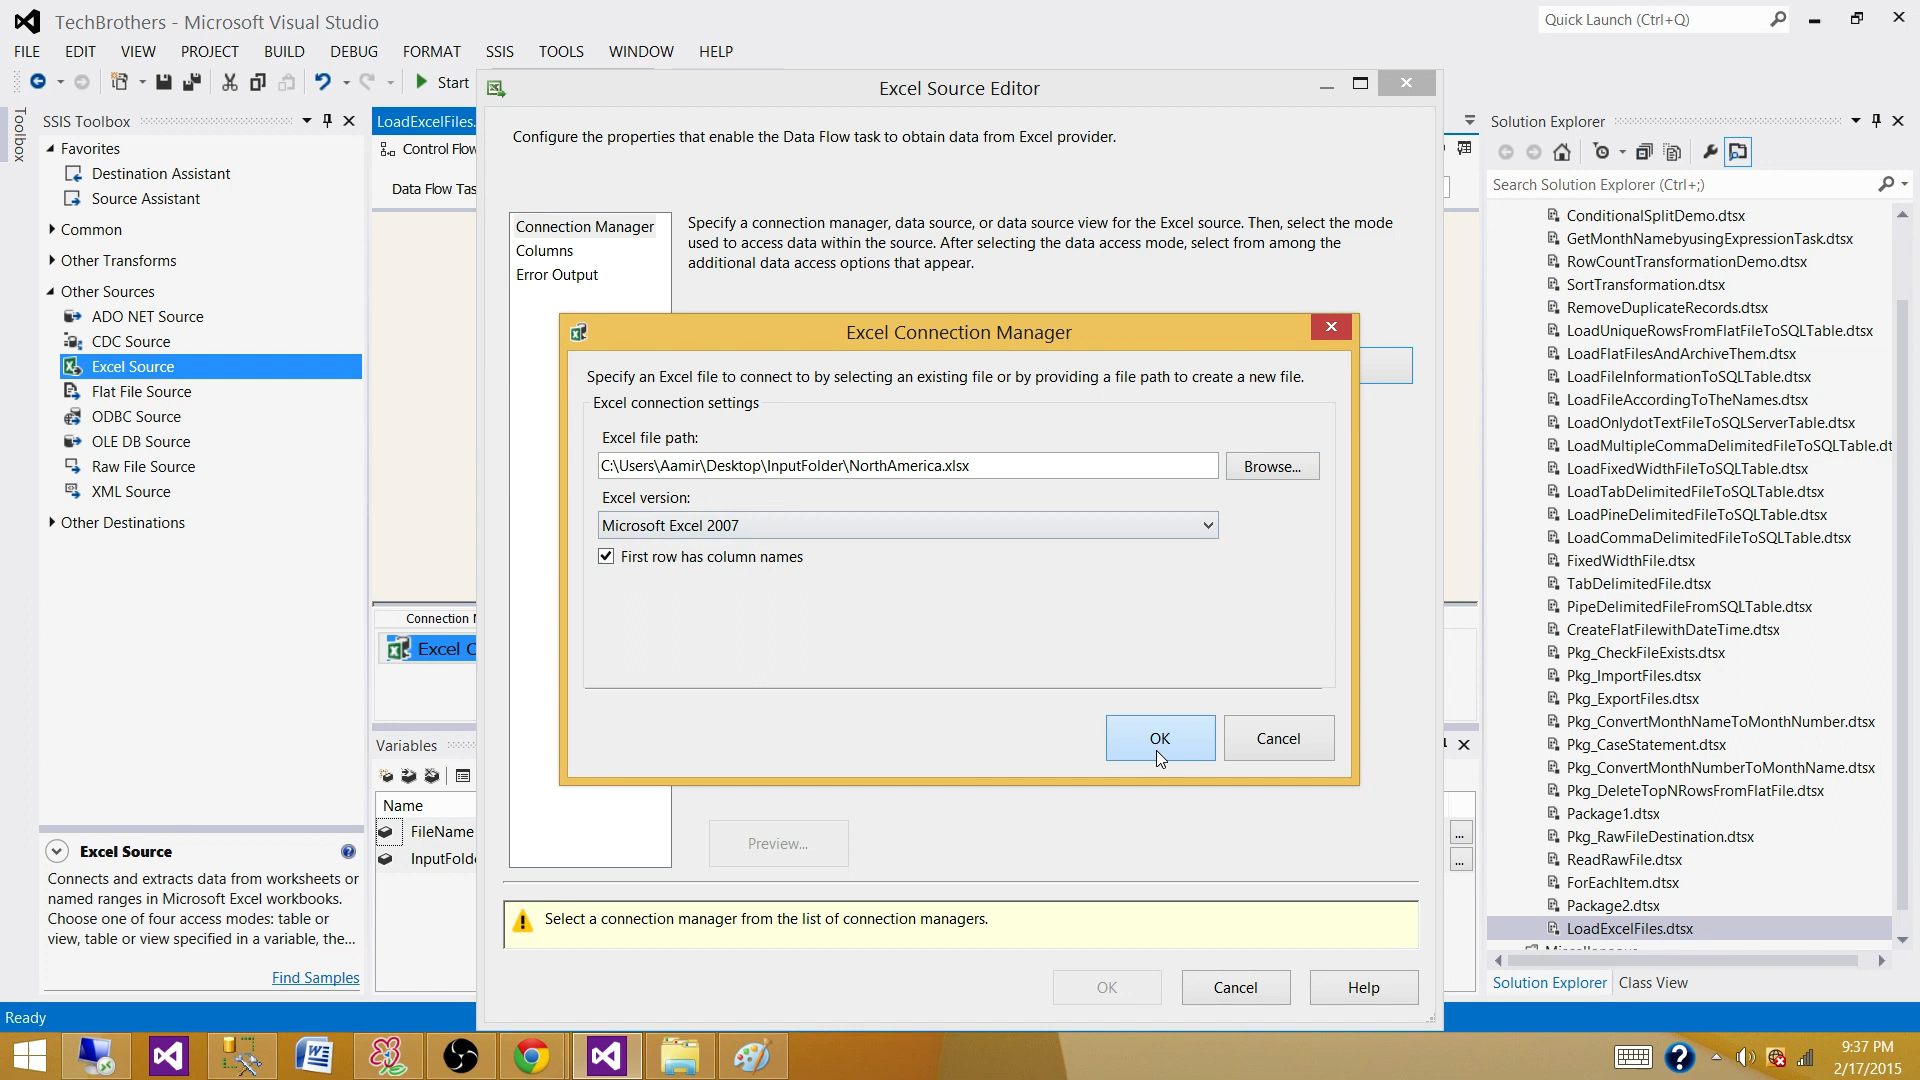 TechBrothers - Microsoft Visual Studio
Quick Launch (Ctrl+Q)
FILE EDIT VIEW PROJECT BUILD DEBUG FORMAT SSIS TOOLS WINDOW HELP
Start
Toolbox
SSIS Toolbox
Favorites
Destination Assistant
Source Assistant
Common
Other Transforms
Other Sources
ADO NET Source
CDC Source
Excel Source
Flat File Source
ODBC Source
OLE DB Source
Raw File Source
XML Source
Other Destinations
Excel Source
Connects and extracts data from worksheets or
named ranges in Microsoft Excel workbooks.
Choose one of four access modes: table or
view, table or view specified in a variable, the...
Find Samples
LoadExcelFiles.
Control Flow
Data Flow Tas
Connection
Excel C
Variables
Name
FileName
InputFolde
Excel Source Editor
Configure the properties that enable the Data Flow task to obtain data from Excel provider.
Connection Manager
Columns
Error Output
Specify a connection manager, data source, or data source view for the Excel source. Then, select the mode
used to access data within the source. After selecting the data access mode, select from among the
additional data access options that appear.
Excel Connection Manager
Specify an Excel file to connect to by selecting an existing file or by providing a file path to create a new file.
Excel connection settings
Excel file path:
C:\Users\Aamir\Desktop\InputFolder\NorthAmerica.xlsx
Browse...
Excel version:
Microsoft Excel 2007
First row has column names
OK
Cancel
Preview...
Select a connection manager from the list of connection managers.
OK
Cancel
Help
...
...
Solution Explorer
Search Solution Explorer (Ctrl+;)
ConditionalSplitDemo.dtsx
GetMonthNamebyusingExpressionTask.dtsx
RowCountTransformationDemo.dtsx
SortTransformation.dtsx
RemoveDuplicateRecords.dtsx
LoadUniqueRowsFromFlatFileToSQLTable.dtsx
LoadFlatFilesAndArchiveThem.dtsx
LoadFileInformationToSQLTable.dtsx
LoadFileAccordingToTheNames.dtsx
LoadOnlydotTextFileToSQLServerTable.dtsx
LoadMultipleCommaDelimitedFileToSQLTable.dt
LoadFixedWidthFileToSQLTable.dtsx
LoadTabDelimitedFileToSQLTable.dtsx
LoadPineDelimitedFileToSQLTable.dtsx
LoadCommaDelimitedFileToSQLTable.dtsx
FixedWidthFile.dtsx
TabDelimitedFile.dtsx
PipeDelimitedFileFromSQLTable.dtsx
CreateFlatFilewithDateTime.dtsx
Pkg_CheckFileExists.dtsx
Pkg_ImportFiles.dtsx
Pkg_ExportFiles.dtsx
Pkg_ConvertMonthNameToMonthNumber.dtsx
Pkg_CaseStatement.dtsx
Pkg_ConvertMonthNumberToMonthName.dtsx
Pkg_DeleteTopNRowsFromFlatFile.dtsx
Package1.dtsx
Pkg_RawFileDestination.dtsx
ReadRawFile.dtsx
ForEachItem.dtsx
Package2.dtsx
LoadExcelFiles.dtsx
Solution Explorer
Class View
Ready
9:37 PM
2/17/2015